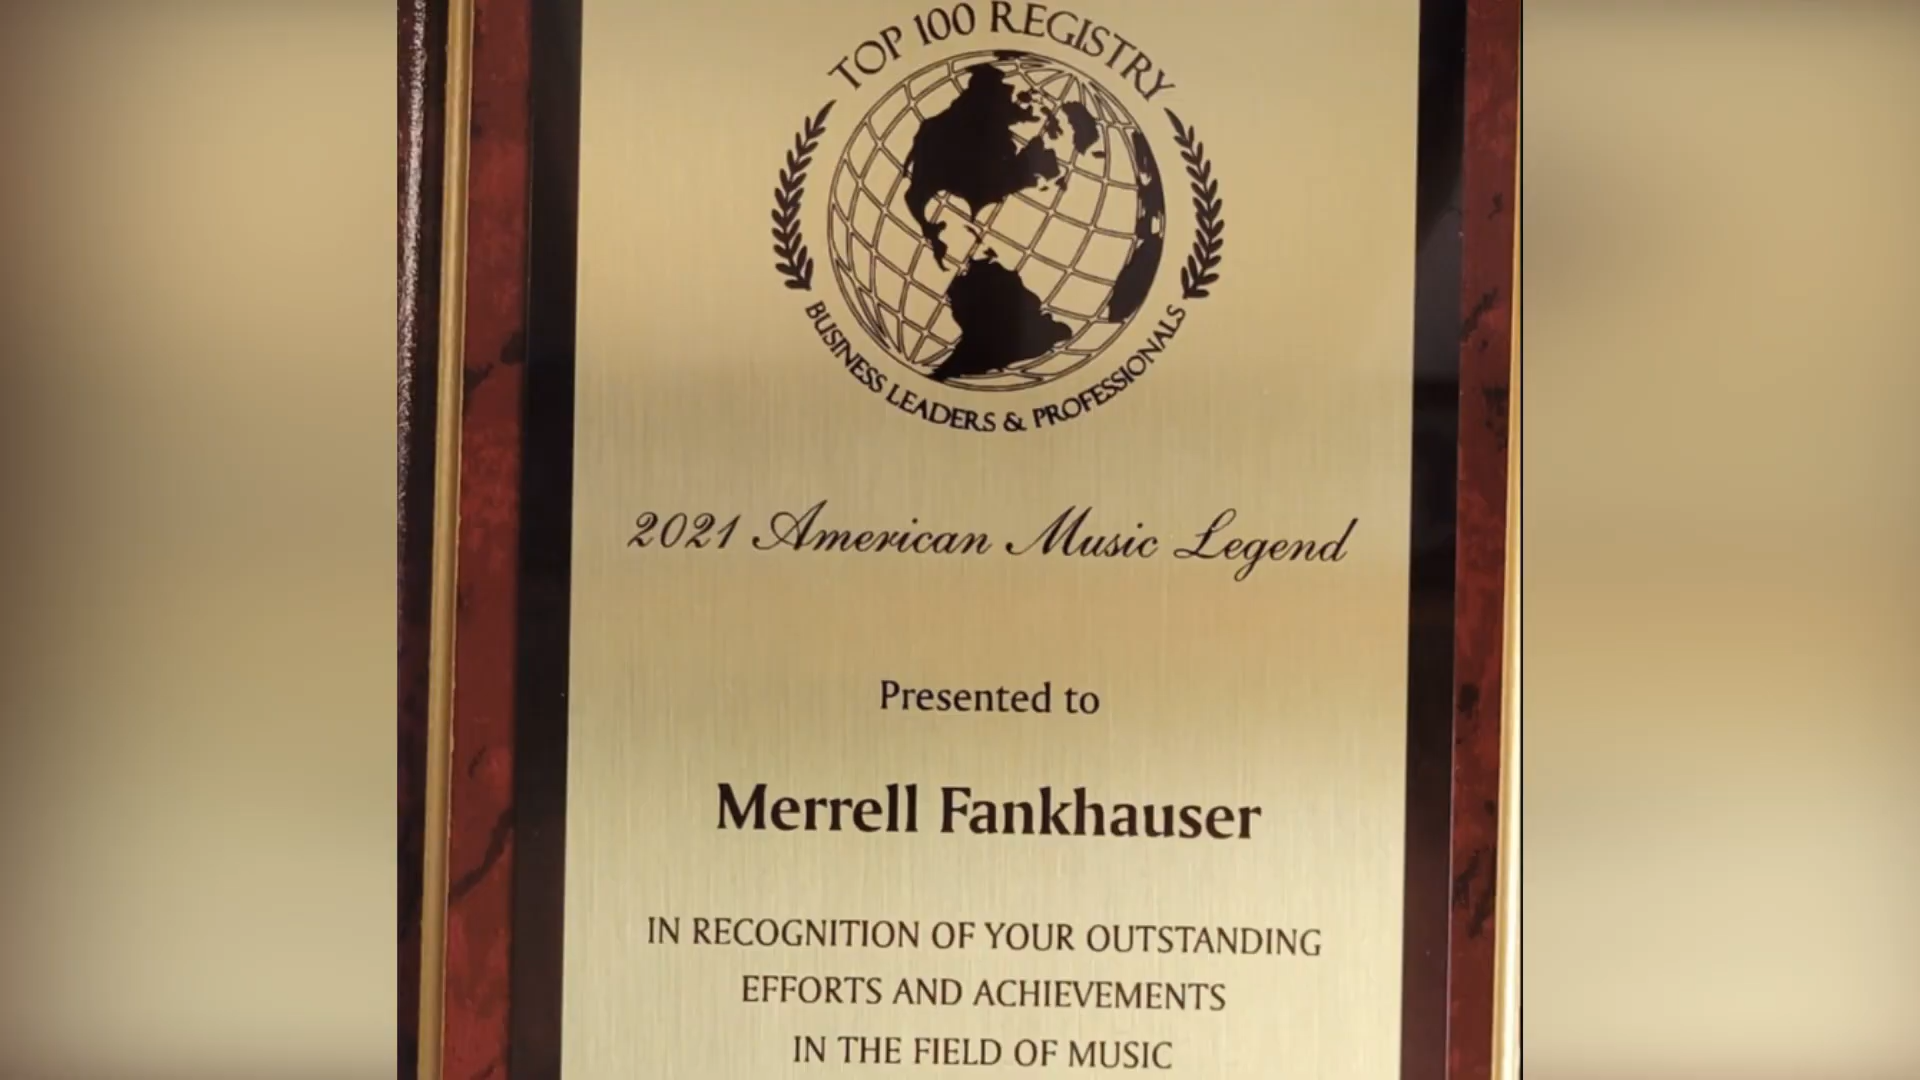 TOP 100 REGISTRY
BUSINESS LEADERS & PROFESSIONALS
2021 American Music Legend
Presented to
Merrell Fankhauser
IN RECOGNITION OF YOUR OUTSTANDING
EFFORTS AND ACHIEVEMENTS
IN THE FIELD OF MUSIC